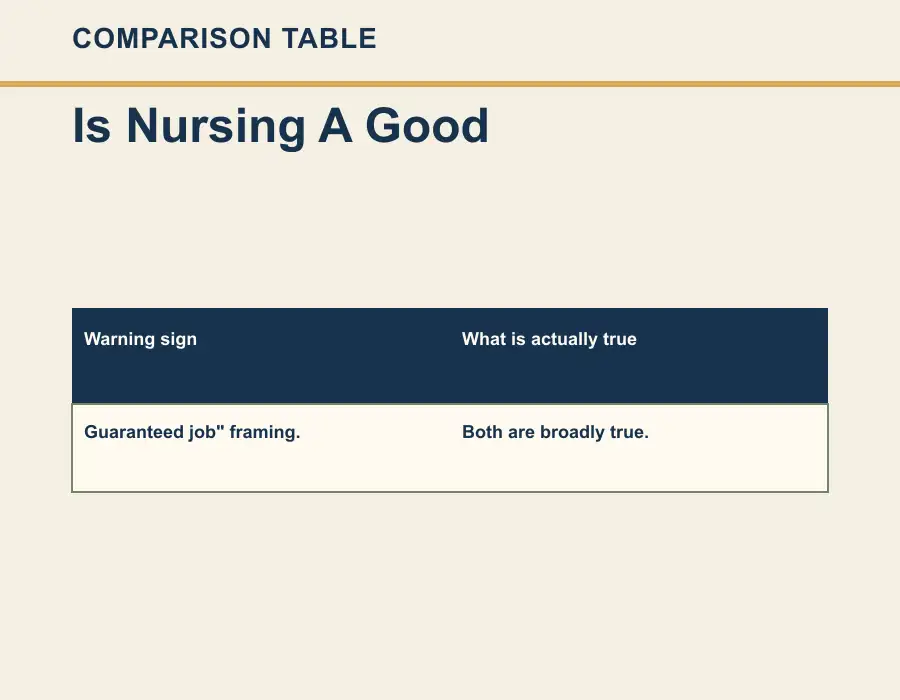 COMPARISON TABLE
Is Nursing A Good
Warning sign
What is actually true
Guaranteed job" framing.
Both are broadly true.